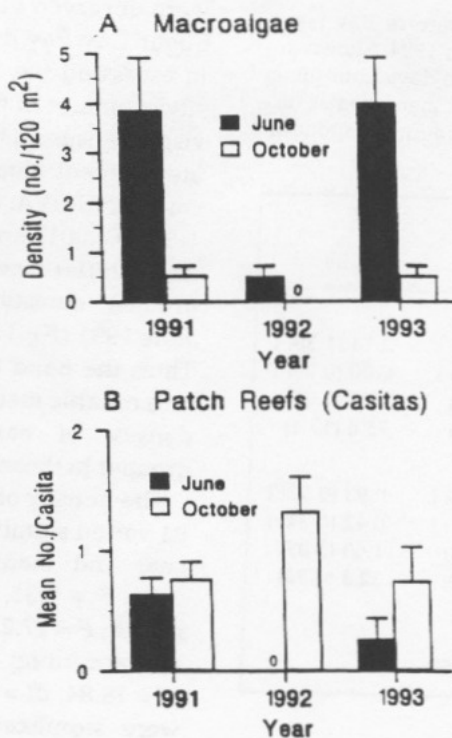 A Macroalgae
Density (no./120 m²)
5
4
3
2
1
0
June
October
0
1991 1992 1993
Year
B Patch Reefs (Casitas)
Mean No./Casita
2
1
0
June
October
0
1991 1992 1993
Year